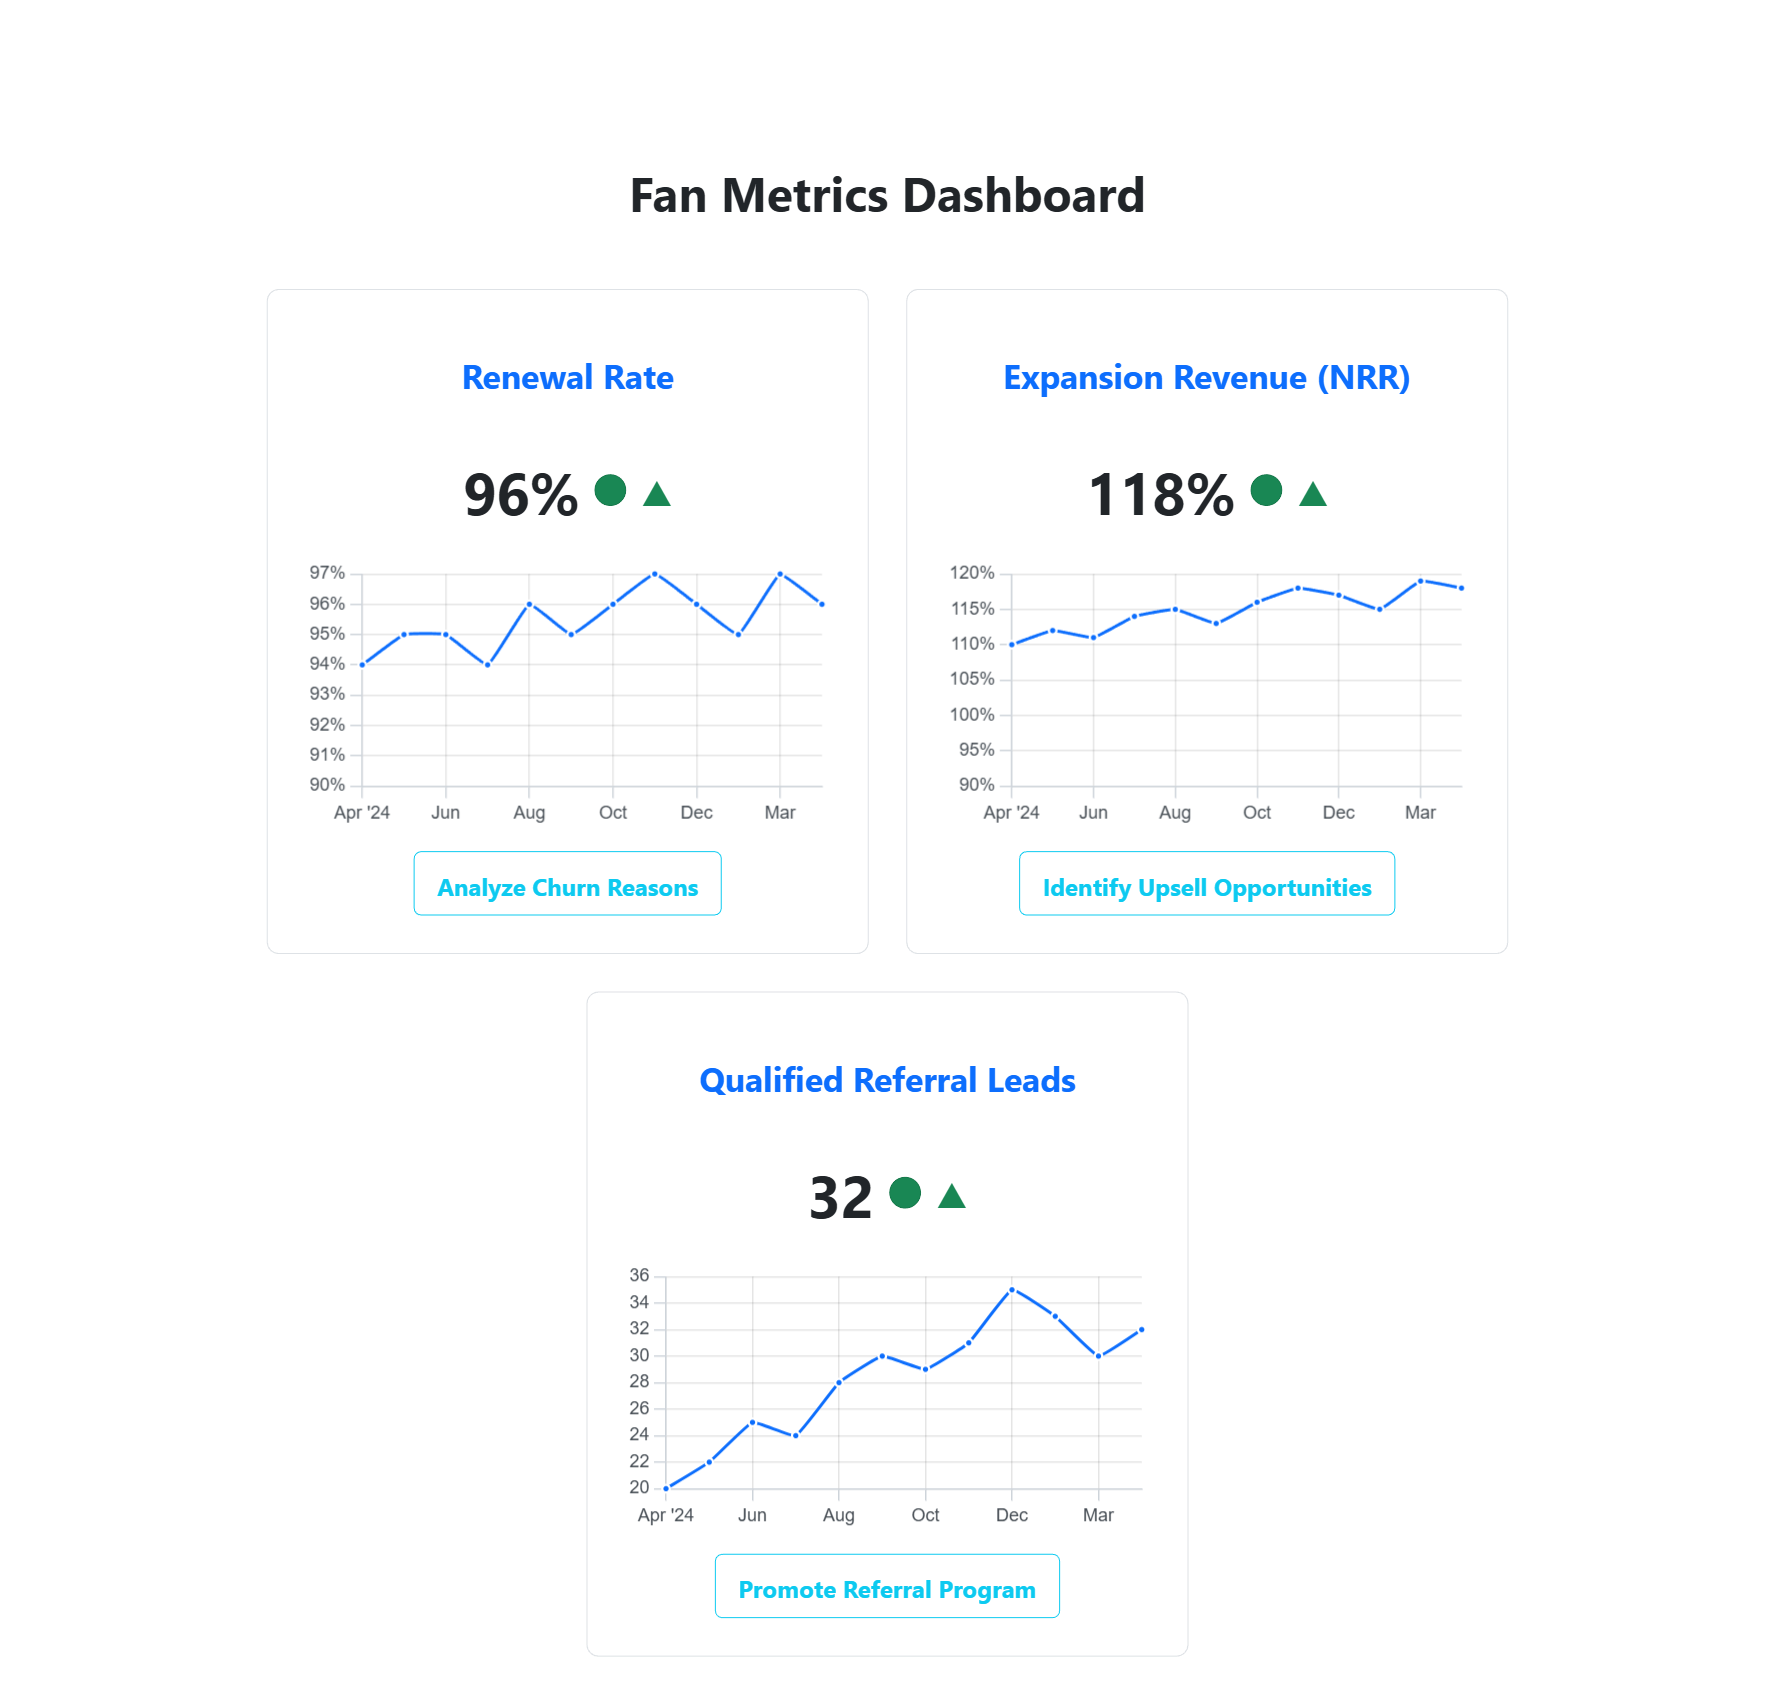 Fan Metrics Dashboard
Renewal Rate
96%
97%
96%
95%
94%
93%
92%
91%
90%
Apr '24 Jun Aug Oct Dec Mar
Analyze Churn Reasons
Expansion Revenue (NRR)
118%
120%
115%
110%
105%
100%
95%
90%
Apr '24 Jun Aug Oct Dec Mar
Identify Upsell Opportunities
Qualified Referral Leads
32
36
34
32
30
28
26
24
22
20
Apr '24 Jun Aug Oct Dec Mar
Promote Referral Program